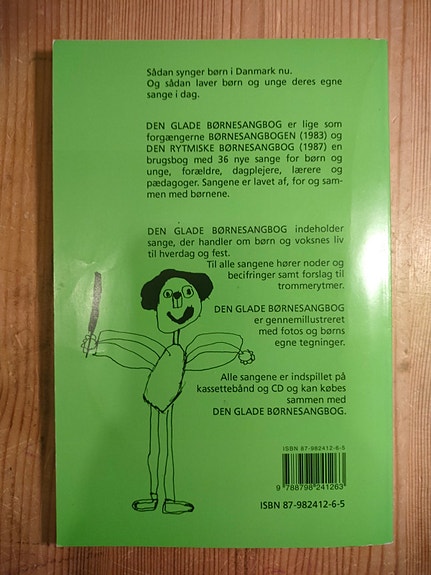 Sådan synger børn i Danmark nu.
Og sådan laver børn og unge deres egne
sange i dag.
DEN GLADE BØRNESANGBOG er lige som
forgængerne BØRNESANGBOGEN (1983) og
DEN RYTMISKE BØRNESANGBOG (1987) en
brugsbog med 36 nye sange for børn og
unge, forældre, dagplejere, lærere og
pædagoger. Sangene er lavet af, for og sam-
men med børnene.
DEN GLADE BØRNESANGBOG indeholder
sange, der handler om børn og voksnes liv
til hverdag og fest.
Til alle sangene hører noder og
becifringer samt forslag til
trommerytmer.
DEN GLADE BØRNESANGBOG
er gennemillustreret
med fotos og børns
egne tegninger.
Alle sangene er indspillet på
kassettebånd og CD og kan købes
sammen med
DEN GLADE BØRNESANGBOG.
ISBN 87-982412-6-5
9 788798 241263
ISBN 87-982412-6-5